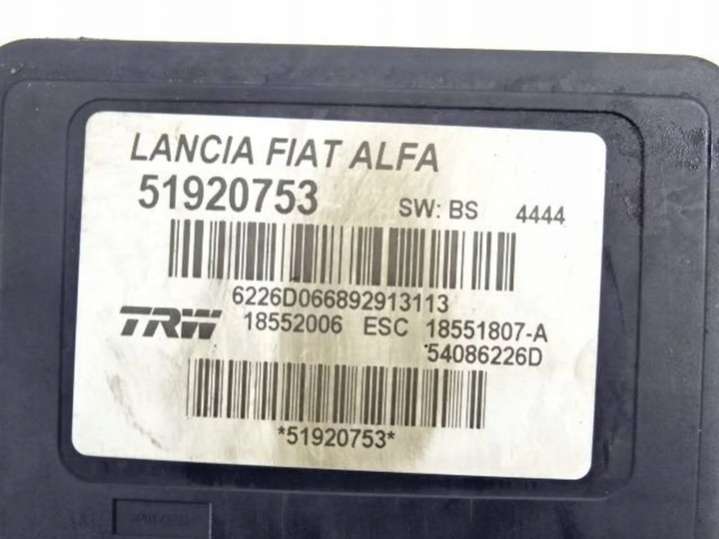 LANCIA FIAT ALFA
51920753 SW: BS 4444
6226D066892913113
TRW 18552006 ESC 18551807-A
54086226D
*51920753*